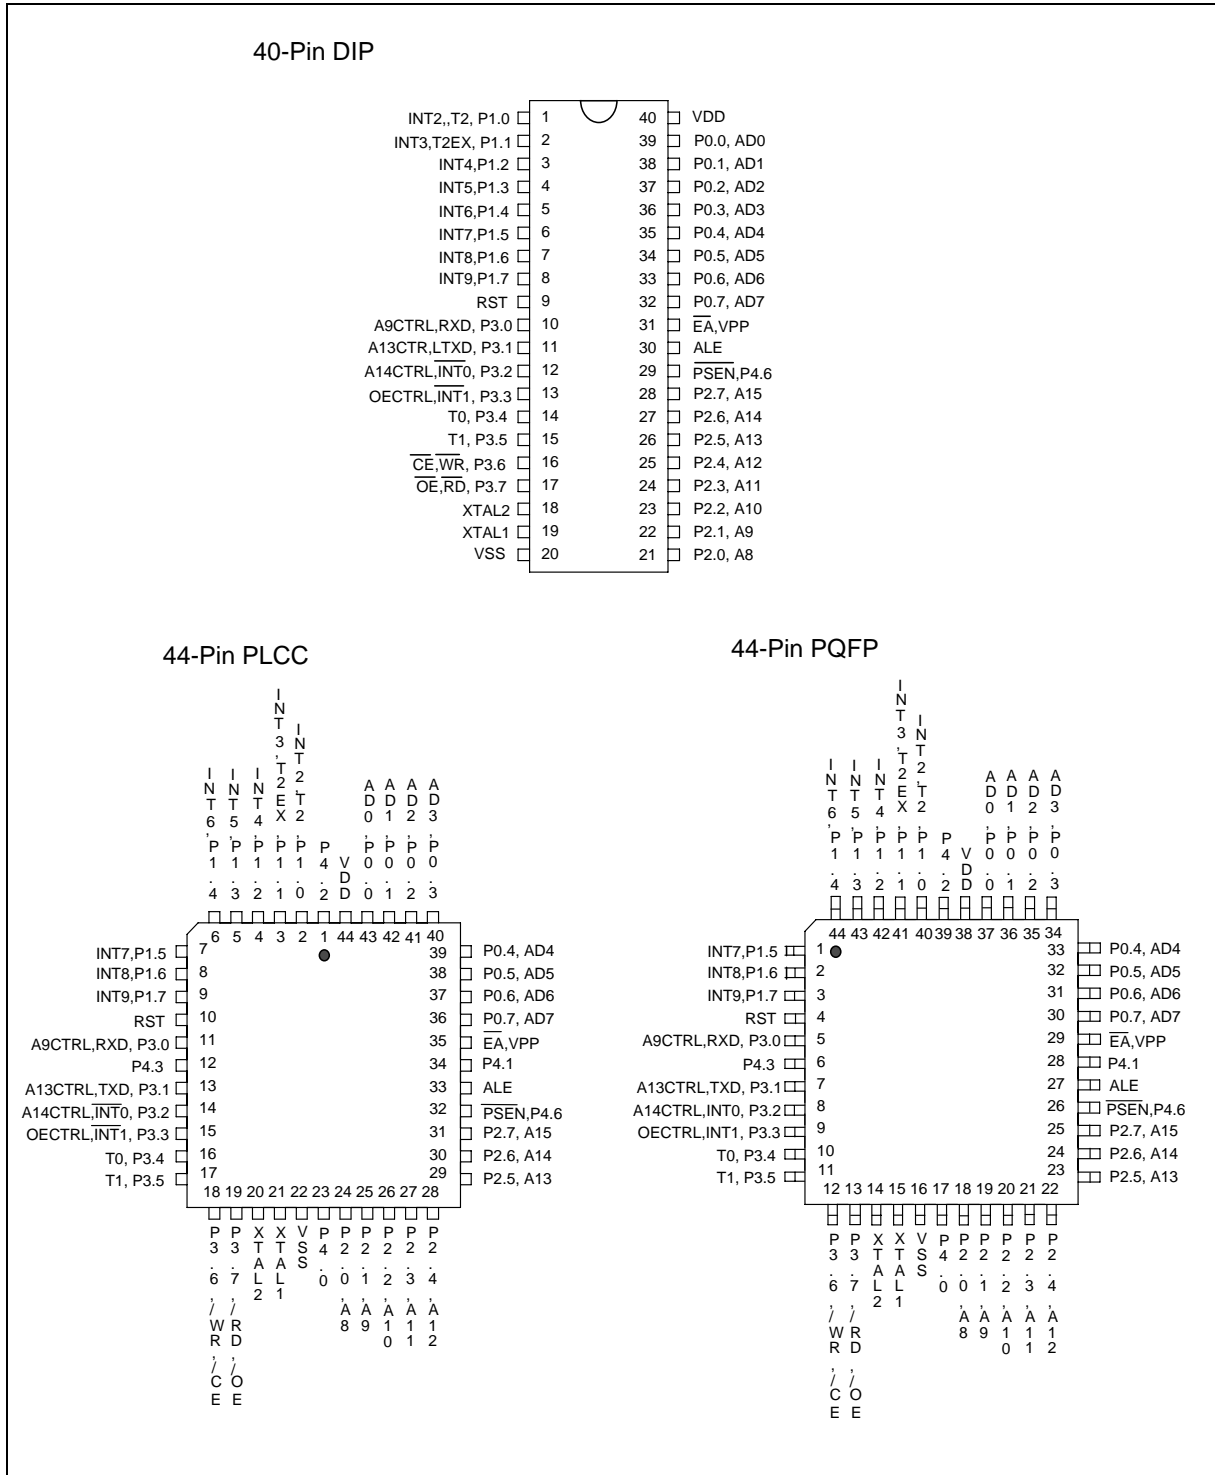 40-Pin DIP
INT2,,T2, P1.0 1 40 VDD
INT3,T2EX, P1.1 2 39 P0.0, AD0
INT4,P1.2 3 38 P0.1, AD1
INT5,P1.3 4 37 P0.2, AD2
INT6,P1.4 5 36 P0.3, AD3
INT7,P1.5 6 35 P0.4, AD4
INT8,P1.6 7 34 P0.5, AD5
INT9,P1.7 8 33 P0.6, AD6
RST 9 32 P0.7, AD7
A9CTRL,RXD, P3.0 10 31 EA,VPP
A13CTR,LTXD, P3.1 11 30 ALE
A14CTRL,INT0, P3.2 12 29 PSEN,P4.6
OECTRL,INT1, P3.3 13 28 P2.7, A15
T0, P3.4 14 27 P2.6, A14
T1, P3.5 15 26 P2.5, A13
CE,WR, P3.6 16 25 P2.4, A12
OE,RD, P3.7 17 24 P2.3, A11
XTAL2 18 23 P2.2, A10
XTAL1 19 22 P2.1, A9
VSS 20 21 P2.0, A8
44-Pin PLCC
INT6,P1.4
INT5,P1.3
INT4,P1.2
INT3,T2EX,P1.1
INT2,T2,P1.0
P4.2
VDD
AD0,P0.0
AD1,P0.1
AD2,P0.2
AD3,P0.3
6 5 4 3 2 1 44 43 42 41 40
INT7,P1.5 7 39 P0.4, AD4
INT8,P1.6 8 38 P0.5, AD5
INT9,P1.7 9 37 P0.6, AD6
RST 10 36 P0.7, AD7
A9CTRL,RXD, P3.0 11 35 EA,VPP
P4.3 12 34 P4.1
A13CTRL,TXD, P3.1 13 33 ALE
A14CTRL,INT0, P3.2 14 32 PSEN,P4.6
OECTRL,INT1, P3.3 15 31 P2.7, A15
T0, P3.4 16 30 P2.6, A14
T1, P3.5 17 29 P2.5, A13
18 19 20 21 22 23 24 25 26 27 28
P3.6,/WR,/CE
P3.7,/RD,/OE
XTAL2
XTAL1
VSS
P4.0
P2.0,A8
P2.1,A9
P2.2,A10
P2.3,A11
P2.4,A12
44-Pin PQFP
INT6,P1.4
INT5,P1.3
INT4,P1.2
INT3,T2EX,P1.1
INT2,T2,P1.0
P4.2
VDD
AD0,P0.0
AD1,P0.1
AD2,P0.2
AD3,P0.3
44 43 42 41 40 39 38 37 36 35 34
INT7,P1.5 1 33 P0.4, AD4
INT8,P1.6 2 32 P0.5, AD5
INT9,P1.7 3 31 P0.6, AD6
RST 4 30 P0.7, AD7
A9CTRL,RXD, P3.0 5 29 EA,VPP
P4.3 6 28 P4.1
A13CTRL,TXD, P3.1 7 27 ALE
A14CTRL,INT0, P3.2 8 26 PSEN,P4.6
OECTRL,INT1, P3.3 9 25 P2.7, A15
T0, P3.4 10 24 P2.6, A14
T1, P3.5 11 23 P2.5, A13
12 13 14 15 16 17 18 19 20 21 22
P3.6,/WR,/CE
P3.7,/RD,/OE
XTAL2
XTAL1
VSS
P4.0
P2.0,A8
P2.1,A9
P2.2,A10
P2.3,A11
P2.4,A12